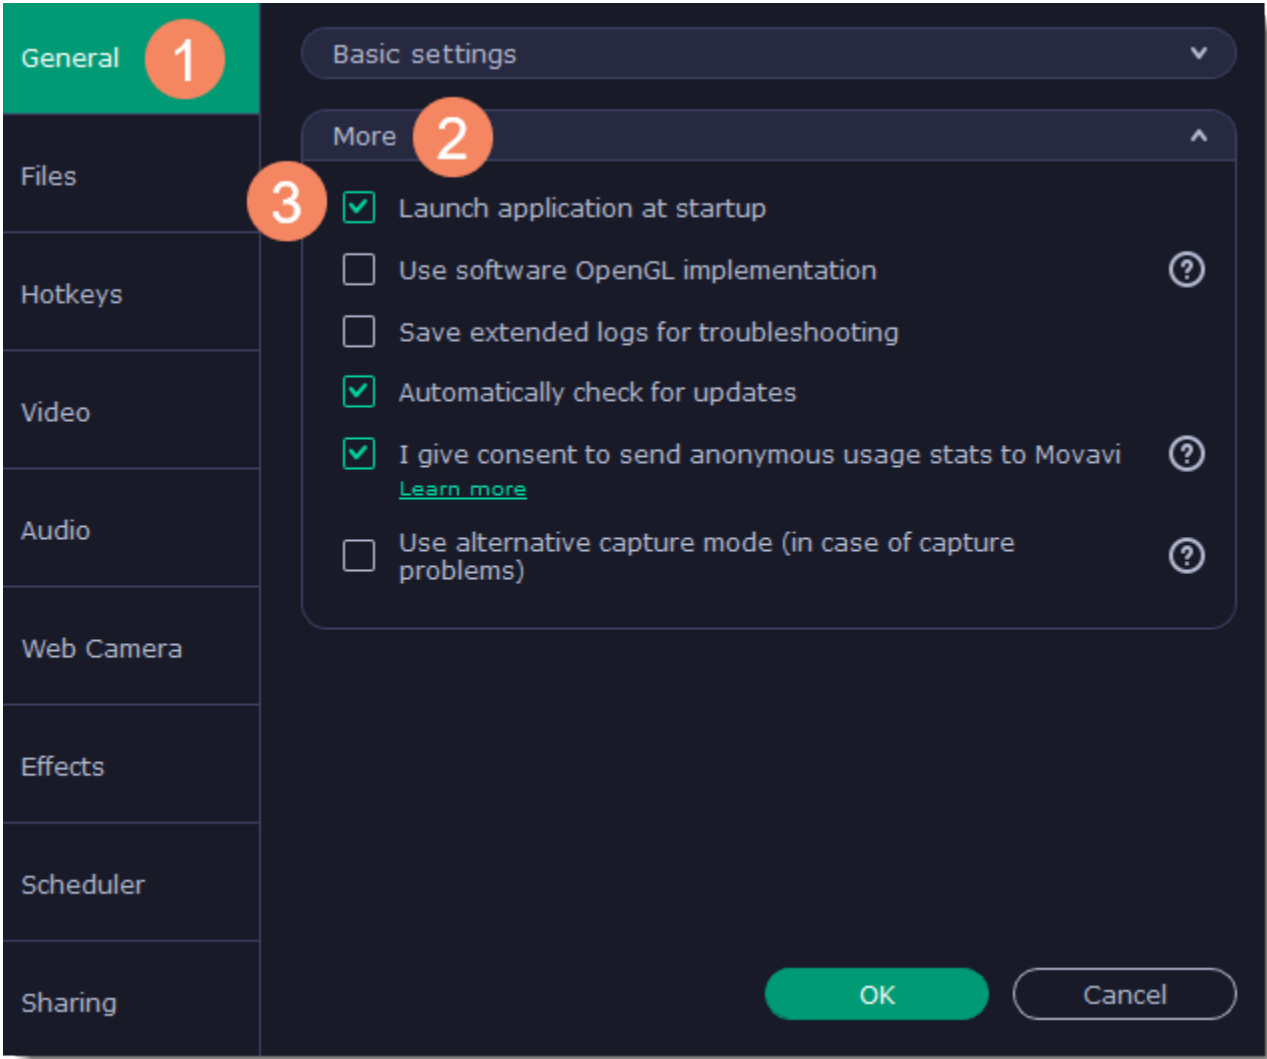 General 1
Files
Hotkeys
Video
Audio
Web Camera
Effects
Scheduler
Sharing
Basic settings
More 2
3 Launch application at startup
Use software OpenGL implementation ?
Save extended logs for troubleshooting
Automatically check for updates
I give consent to send anonymous usage stats to Movavi ?
Learn more
Use alternative capture mode (in case of capture
problems) ?
OK Cancel